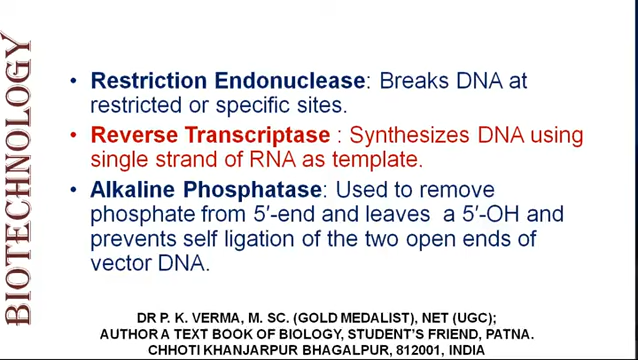 BIOTECHNOLOGY
• Restriction Endonuclease: Breaks DNA at
restricted or specific sites.
• Reverse Transcriptase : Synthesizes DNA using
single strand of RNA as template.
• Alkaline Phosphatase: Used to remove
phosphate from 5′-end and leaves a 5′-OH and
prevents self ligation of the two open ends of
vector DNA.
DR P. K. VERMA, M. SC. (GOLD MEDALIST), NET (UGC);
AUTHOR A TEXT BOOK OF BIOLOGY, STUDENT'S FRIEND, PATNA.
CHHOTI KHANJARPUR BHAGALPUR, 812001, INDIA